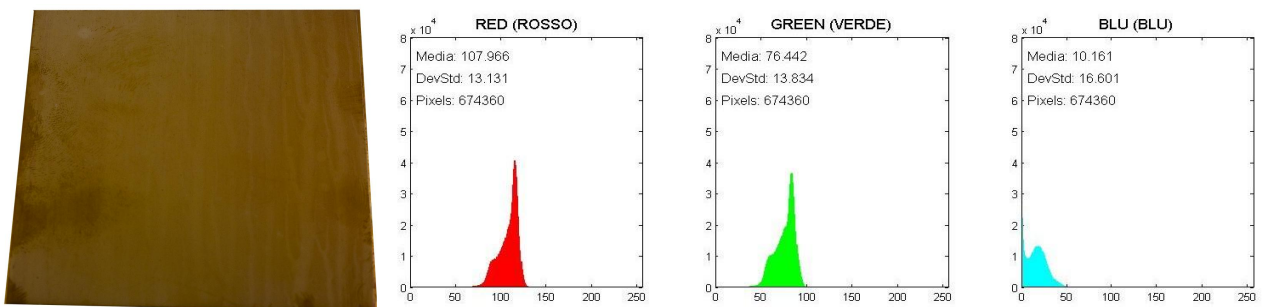 RED (ROSSO)
x 10^4
8
7
6
5
4
3
2
1
0
Media: 107.966
DevStd: 13.131
Pixels: 674360
0 50 100 150 200 250
GREEN (VERDE)
x 10^4
8
7
6
5
4
3
2
1
0
Media: 76.442
DevStd: 13.834
Pixels: 674360
0 50 100 150 200 250
BLU (BLU)
x 10^4
8
7
6
5
4
3
2
1
0
Media: 10.161
DevStd: 16.601
Pixels: 674360
0 50 100 150 200 250